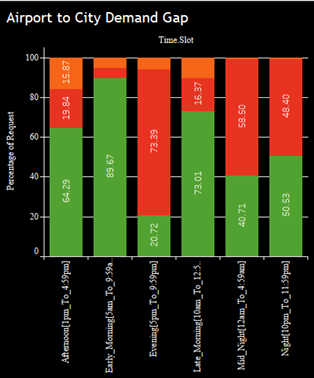 Airport to City Demand Gap
Time.Slot
Percentage of Request
100
80
60
40
20
0
15.87
19.84
64.29
89.67
73.39
20.72
16.37
73.01
58.50
40.71
48.40
50.53
Afternoon[1pm_To_4:59pm]
Early_Morning[5am_To_9:59a..
Evening[5pm_To_9:59pm]
Late_Morning[10am_To_12:5..
Mid_Night[12am_To_4:59am]
Night[10pm_To_11:59pm]